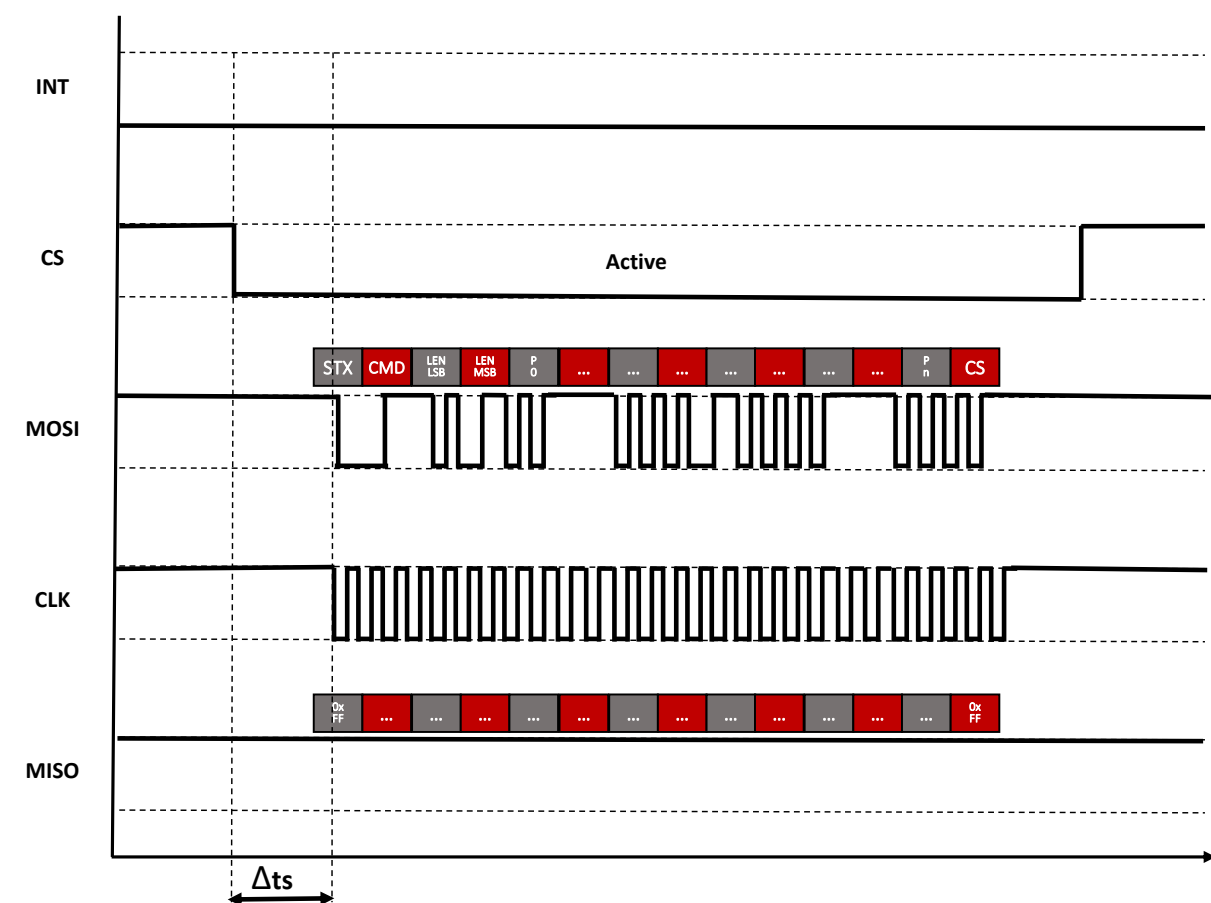 INT
CS
Active
STX CMD LEN LSB LEN MSB P 0 ... ... ... ... ... ... ... P n CS
MOSI
CLK
0x FF ... ... ... ... ... ... ... ... ... ... ... ... 0x FF
MISO
Δts